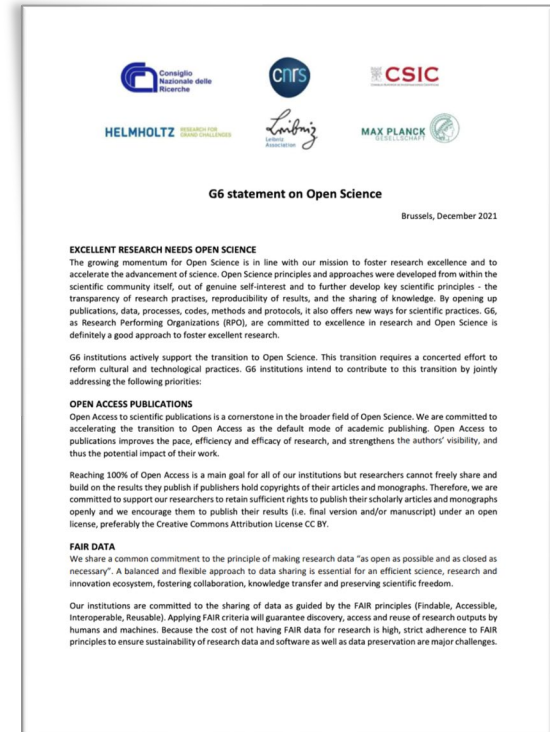 Consiglio
Nazionale delle
Ricerche
cnrs
CSIC
HELMHOLTZ RESEARCH FOR
GRAND CHALLENGES
Leibniz
Leibniz
Association
MAX PLANCK
GESELLSCHAFT
G6 statement on Open Science
Brussels, December 2021
EXCELLENT RESEARCH NEEDS OPEN SCIENCE
The growing momentum for Open Science is in line with our mission to foster research excellence and to
accelerate the advancement of science. Open Science principles and approaches were developed from within the
scientific community itself, out of genuine self-interest and to further develop key scientific principles - the
transparency of research practises, reproducibility of results, and the sharing of knowledge. By opening up
publications, data, processes, codes, methods and protocols, it also offers new ways for scientific practices. G6,
as Research Performing Organizations (RPO), are committed to excellence in research and Open Science is
definitely a good approach to foster excellent research.
G6 institutions actively support the transition to Open Science. This transition requires a concerted effort to
reform cultural and technological practices. G6 institutions intend to contribute to this transition by jointly
addressing the following priorities:
OPEN ACCESS PUBLICATIONS
Open Access to scientific publications is a cornerstone in the broader field of Open Science. We are committed to
accelerating the transition to Open Access as the default mode of academic publishing. Open Access to
publications improves the pace, efficiency and efficacy of research, and strengthens the authors' visibility, and
thus the potential impact of their work.
Reaching 100% of Open Access is a main goal for all of our institutions but researchers cannot freely share and
build on the results they publish if publishers hold copyrights of their articles and monographs. Therefore, we are
committed to support our researchers to retain sufficient rights to publish their scholarly articles and monographs
openly and we encourage them to publish their results (i.e. final version and/or manuscript) under an open
license, preferably the Creative Commons Attribution License CC BY.
FAIR DATA
We share a common commitment to the principle of making research data "as open as possible and as closed as
necessary". A balanced and flexible approach to data sharing is essential for an efficient science, research and
innovation ecosystem, fostering collaboration, knowledge transfer and preserving scientific freedom.
Our institutions are committed to the sharing of data as guided by the FAIR principles (Findable, Accessible,
Interoperable, Reusable). Applying FAIR criteria will guarantee discovery, access and reuse of research outputs by
humans and machines. Because the cost of not having FAIR data for research is high, strict adherence to FAIR
principles to ensure sustainability of research data and software as well as data preservation are major challenges.